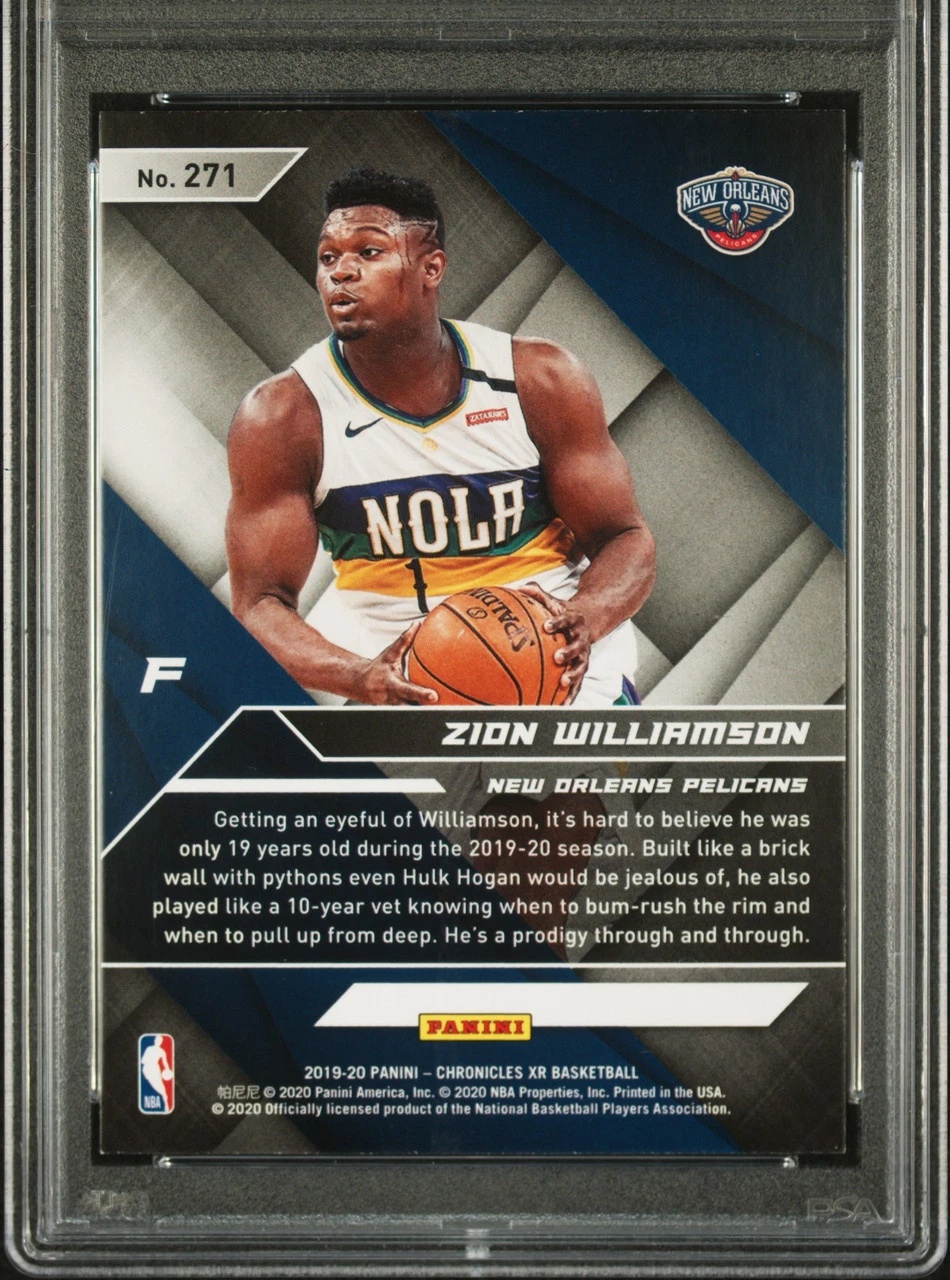 No. 271
NEW ORLEANS
PELICANS
ZATARAIN'S
NOLA
1
SPALDING
F
ZION WILLIAMSON
NEW ORLEANS PELICANS
Getting an eyeful of Williamson, it's hard to believe he was
only 19 years old during the 2019-20 season. Built like a brick
wall with pythons even Hulk Hogan would be jealous of, he also
played like a 10-year vet knowing when to bum-rush the rim and
when to pull up from deep. He's a prodigy through and through.
PANINI
2019-20 PANINI – CHRONICLES XR BASKETBALL
帕尼尼 © 2020 Panini America, Inc. © 2020 NBA Properties, Inc. Printed in the USA.
© 2020 Officially licensed product of the National Basketball Players Association.
NBA
PSA